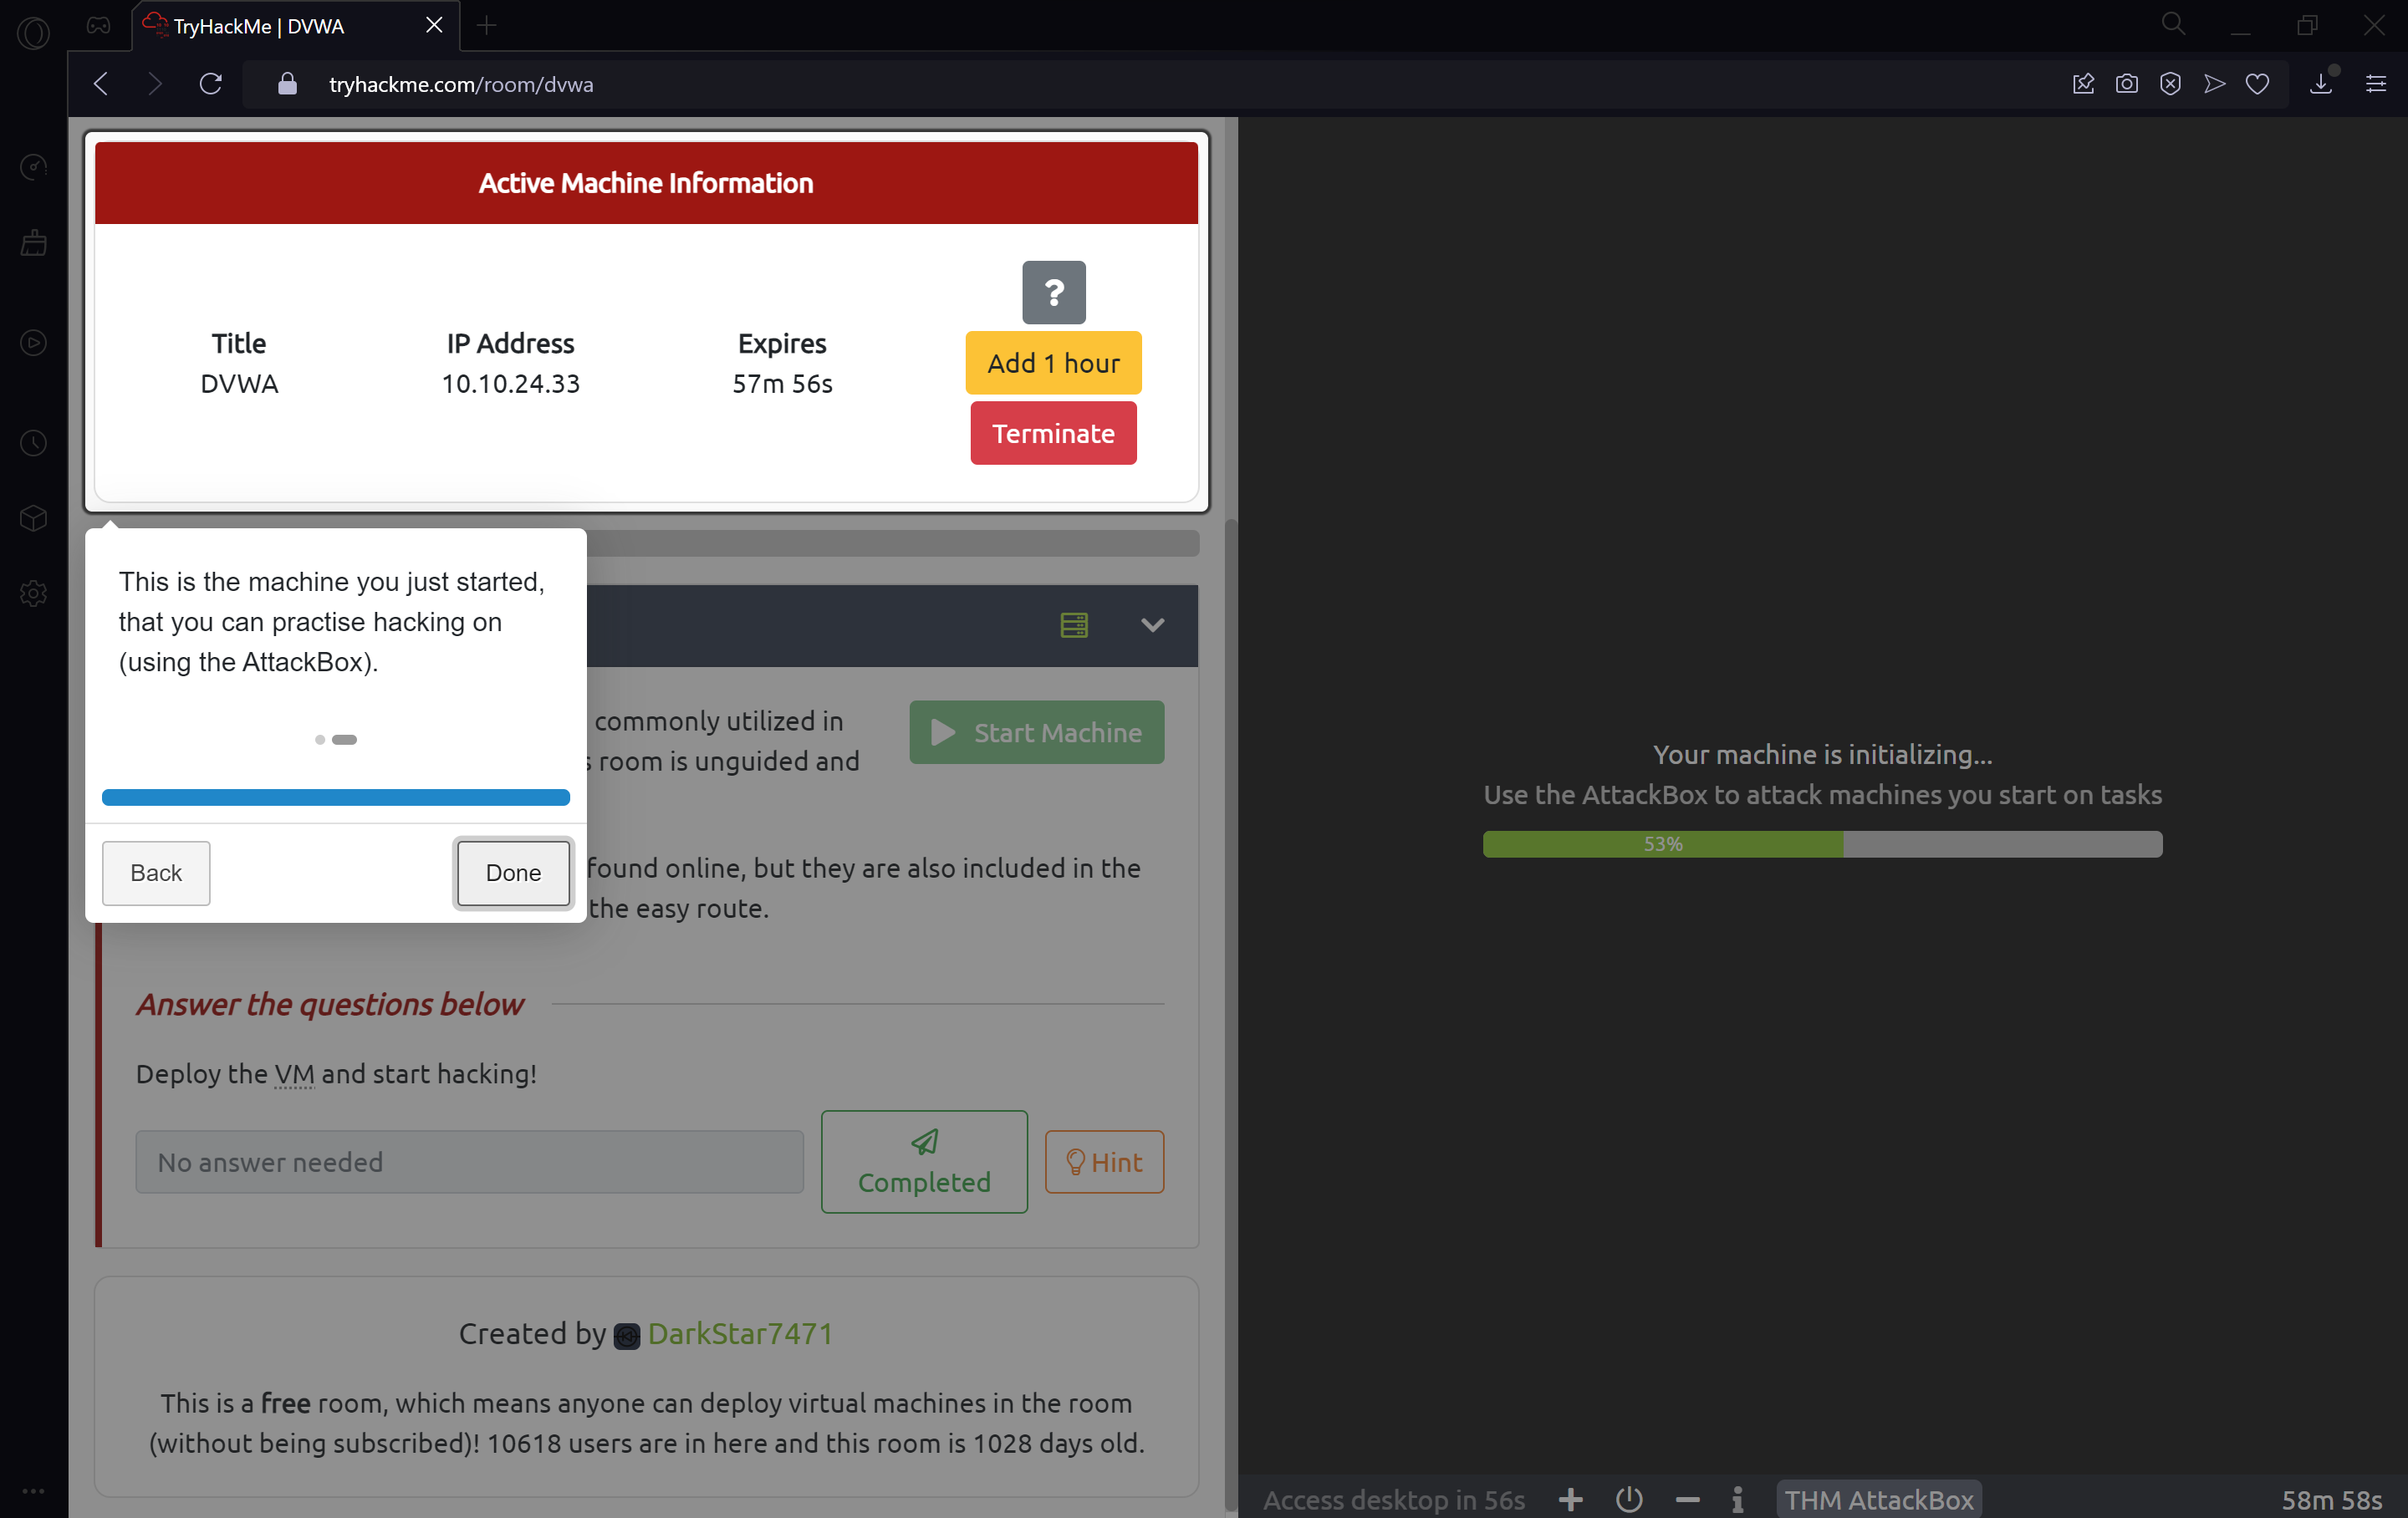 TryHackMe | DVWA
tryhackme.com/room/dvwa
Active Machine Information
Title
DVWA
IP Address
10.10.24.33
Expires
57m 56s
?
Add 1 hour
Terminate
This is the machine you just started,
that you can practise hacking on
(using the AttackBox).
Back
Done
commonly utilized in
room is unguided and
Start Machine
found online, but they are also included in the
the easy route.
Answer the questions below
Deploy the VM and start hacking!
No answer needed
Completed
Hint
Created by DarkStar7471
This is a free room, which means anyone can deploy virtual machines in the room
(without being subscribed)! 10618 users are in here and this room is 1028 days old.
Your machine is initializing...
Use the AttackBox to attack machines you start on tasks
53%
Access desktop in 56s
THM AttackBox
58m 58s